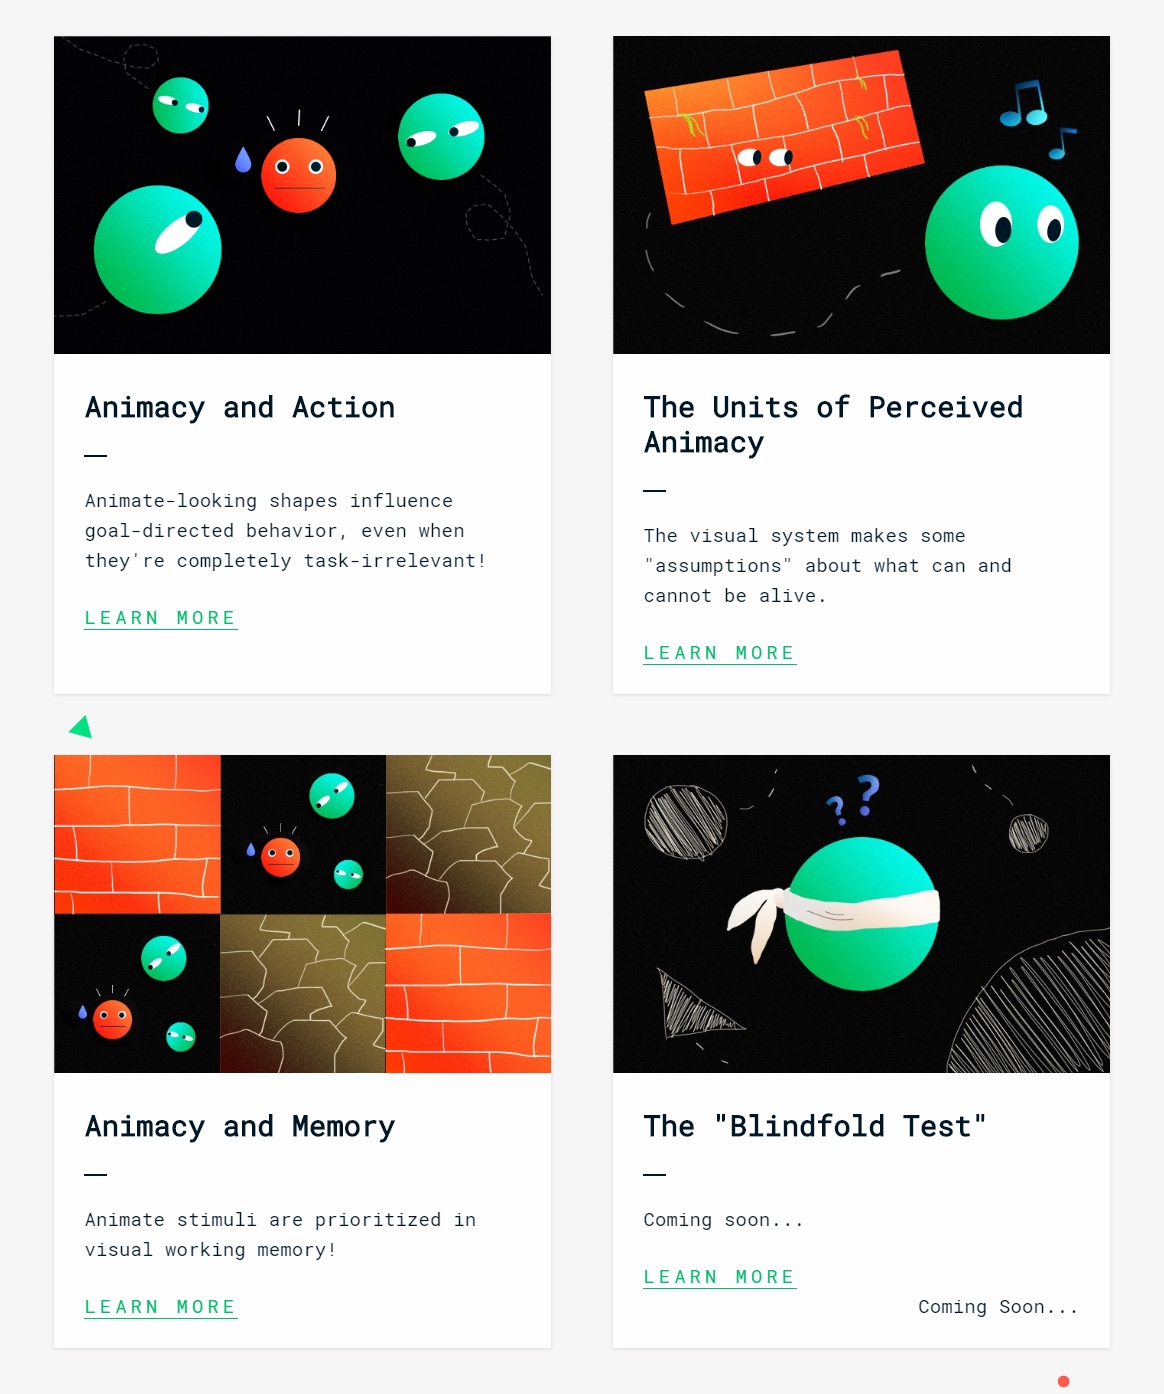 Animacy and Action
Animate-looking shapes influence
goal-directed behavior, even when
they're completely task-irrelevant!
LEARN MORE
The Units of Perceived
Animacy
The visual system makes some
"assumptions" about what can and
cannot be alive.
LEARN MORE
Animacy and Memory
Animate stimuli are prioritized in
visual working memory!
LEARN MORE
? ?
The "Blindfold Test"
Coming soon...
LEARN MORE
Coming Soon...